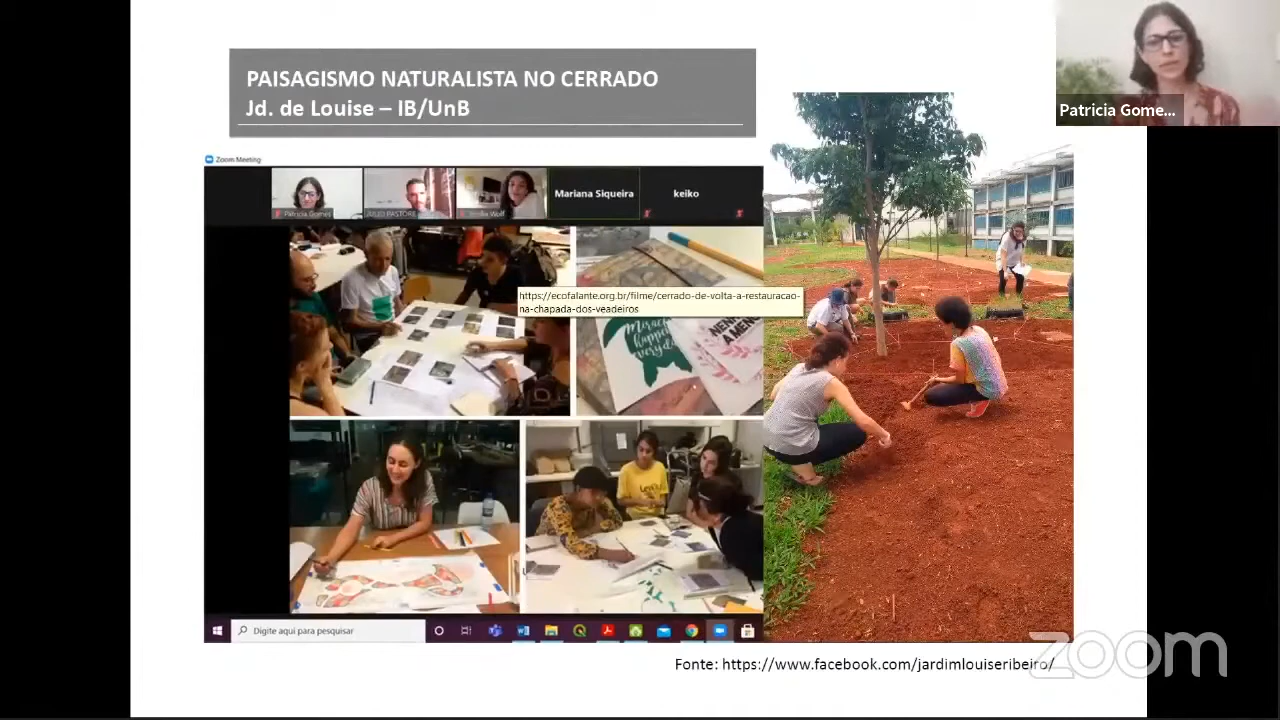 PAISAGISMO NATURALISTA NO CERRADO
Jd. de Louise – IB/UnB
Patricia Gome...
Zoom Meeting
Patricia Gomes
JULIO PASTORE
Wolf
Mariana Siqueira
keiko
https://ecofalante.org.br/filme/cerrado-de-volta-a-restauracao-
na-chapada-dos-veadeiros
Digite aqui para pesquisar
Fonte: https://www.facebook.com/jardimlouiseribeiro/
zoom